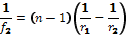 1/f₂ = (n − 1)(1/r₁ − 1/r₂)